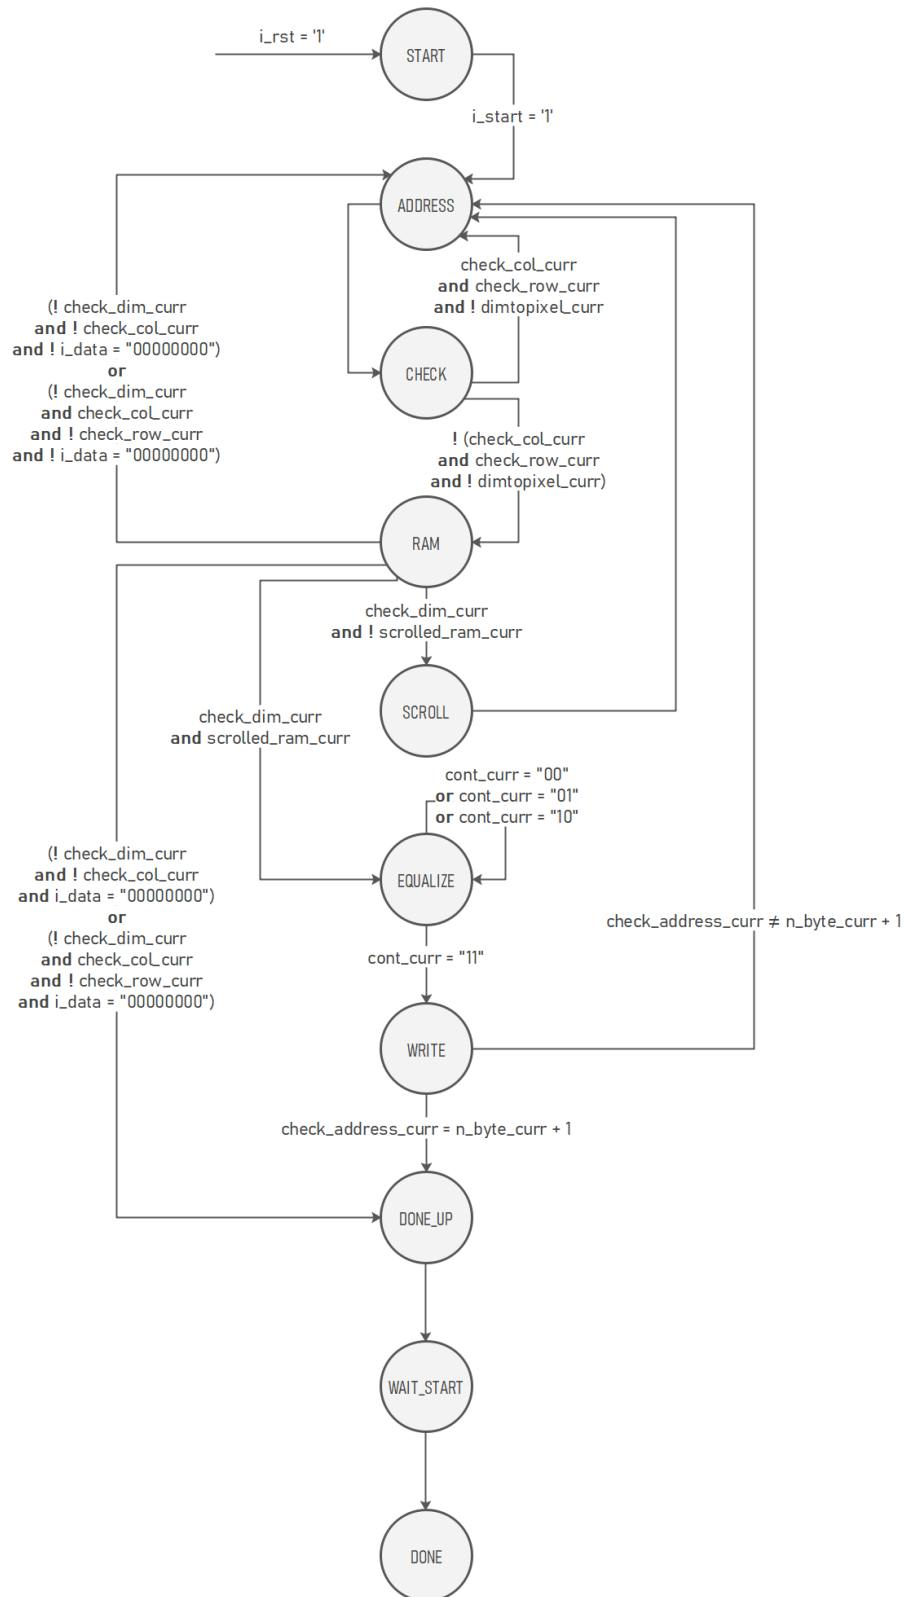 i_rst = '1'
START
i_start = '1'
ADDRESS
check_col_curr
and check_row_curr
and ! dimtopixel_curr
(! check_dim_curr
and ! check_col_curr
and ! i_data = "00000000")
or
(! check_dim_curr
and check_col_curr
and ! check_row_curr
and ! i_data = "00000000")
CHECK
! (check_col_curr
and check_row_curr
and ! dimtopixel_curr)
RAM
check_dim_curr
and ! scrolled_ram_curr
SCROLL
check_dim_curr
and scrolled_ram_curr
cont_curr = "00"
or cont_curr = "01"
or cont_curr = "10"
EQUALIZE
(! check_dim_curr
and ! check_col_curr
and i_data = "00000000")
or
(! check_dim_curr
and check_col_curr
and ! check_row_curr
and i_data = "00000000")
check_address_curr ≠ n_byte_curr + 1
cont_curr = "11"
WRITE
check_address_curr = n_byte_curr + 1
DONE_UP
WAIT_START
DONE